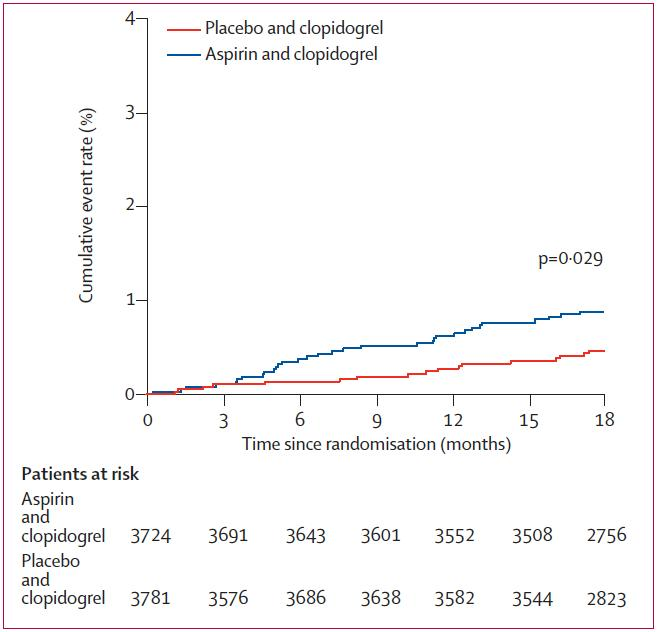 Placebo and clopidogrel
Aspirin and clopidogrel
Cumulative event rate (%)
4
3
2
1
0
p=0·029
0 3 6 9 12 15 18
Time since randomisation (months)
Patients at risk
Aspirin
and
clopidogrel 3724 3691 3643 3601 3552 3508 2756
Placebo
and
clopidogrel 3781 3576 3686 3638 3582 3544 2823